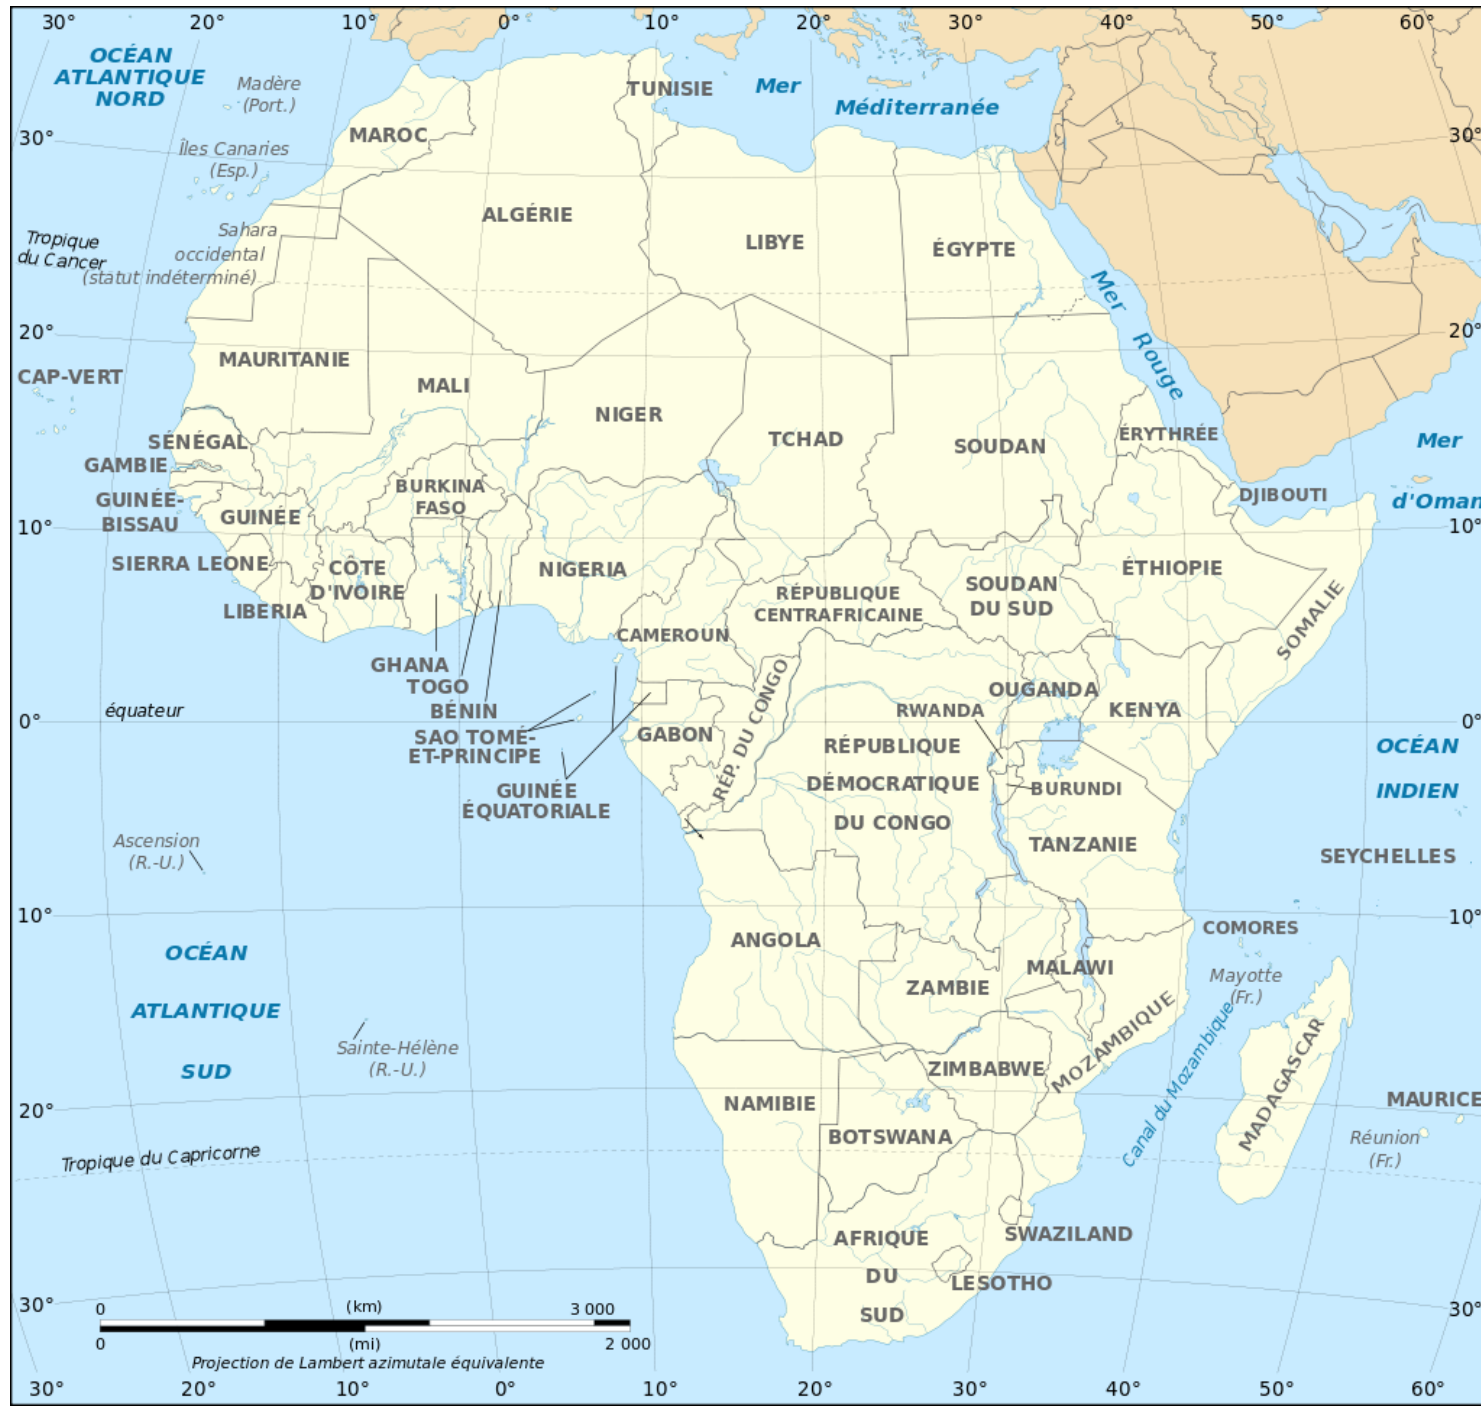 30°
20°
10°
0°
10°
20°
30°
40°
50°
60°
OCÉAN
ATLANTIQUE
NORD
Madère
(Port.)
TUNISIE
Mer
Méditerranée
MAROC
30°
30°
Îles Canaries
(Esp.)
ALGÉRIE
LIBYE
ÉGYPTE
Sahara
occidental
(statut indéterminé)
Tropique
du Cancer
Mer Rouge
20°
20°
MAURITANIE
CAP-VERT
MALI
NIGER
TCHAD
SOUDAN
ÉRYTHRÉE
Mer
d'Oman
SÉNÉGAL
GAMBIE
GUINÉE-
BISSAU
GUINÉE
BURKINA
FASO
DJIBOUTI
10°
10°
SIERRA LEONE
CÔTE
D'IVOIRE
LIBERIA
NIGERIA
RÉPUBLIQUE
CENTRAFRICAINE
SOUDAN
DU SUD
ÉTHIOPIE
SOMALIE
CAMEROUN
GHANA
TOGO
BÉNIN
SAO TOMÉ-
ET-PRINCIPE
GUINÉE
ÉQUATORIALE
équateur
0°
0°
GABON
RÉP. DU CONGO
RÉPUBLIQUE
DÉMOCRATIQUE
DU CONGO
OUGANDA
RWANDA
KENYA
BURUNDI
TANZANIE
OCÉAN
INDIEN
SEYCHELLES
Ascension
(R.-U.)
10°
10°
ANGOLA
ZAMBIE
MALAWI
MOZAMBIQUE
COMORES
Mayotte
(Fr.)
OCÉAN
ATLANTIQUE
SUD
Sainte-Hélène
(R.-U.)
ZIMBABWE
NAMIBIE
BOTSWANA
Canal du Mozambique
MADAGASCAR
MAURICE
Réunion
(Fr.)
20°
Tropique du Capricorne
AFRIQUE
DU
SUD
SWAZILAND
LESOTHO
30°
30°
0
(km)
3 000
0
(mi)
2 000
Projection de Lambert azimutale équivalente
30°
20°
10°
0°
10°
20°
30°
40°
50°
60°